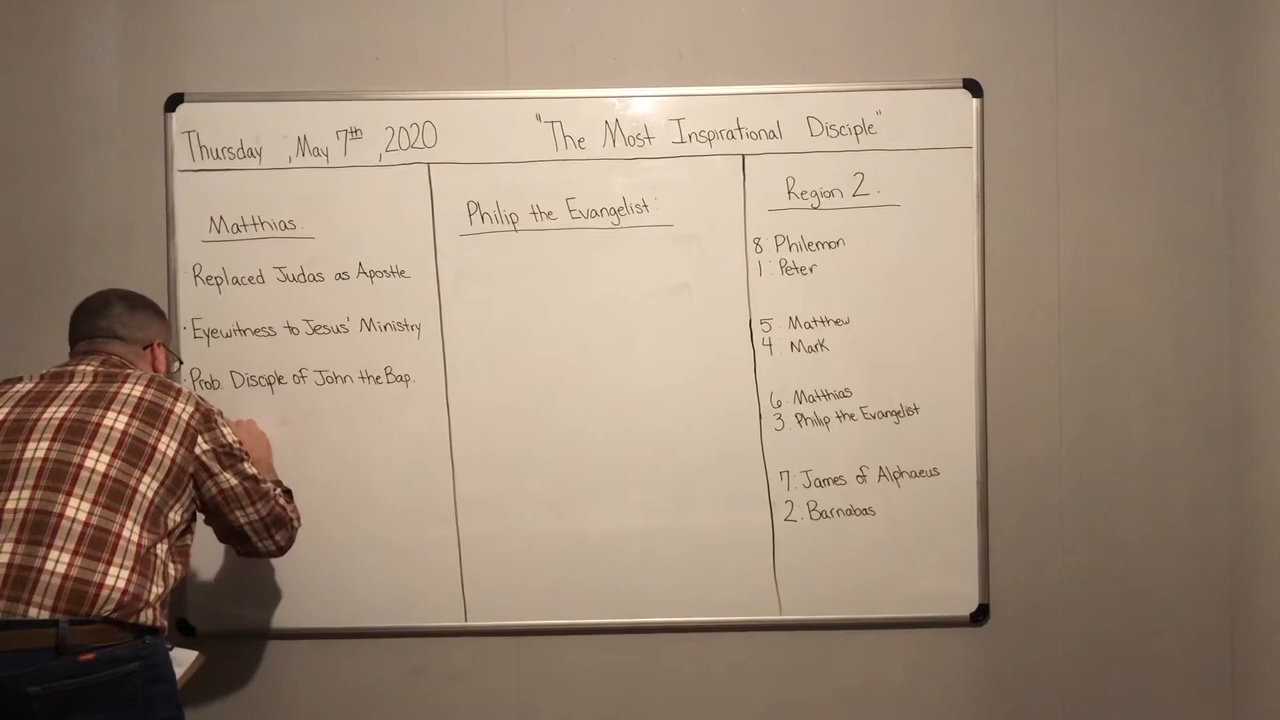 Thursday, May 7th, 2020
"The Most Inspirational Disciple"
Matthias.
· Replaced Judas as Apostle
· Eyewitness to Jesus' Ministry
· Prob. Disciple of John the Bap.
Philip the Evangelist:
Region 2.
8 Philemon
1: Peter
5. Matthew
4. Mark
6. Matthias
3. Philip the Evangelist
7: James of Alphaeus
2: Barnabas